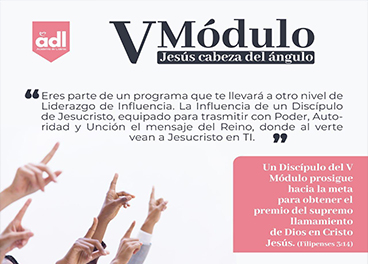 adl
V Módulo
Jesús cabeza del ángulo
“ Eres parte de un programa que te llevará a otro nivel de
Liderazgo de Influencia. La Influencia de un Discípulo
de Jesucristo, equipado para trasmitir con Poder, Auto-
ridad y Unción el mensaje del Reino, donde al verte
vean a Jesucristo en TI. ”
Un Discípulo del V
Módulo prosigue
hacia la meta
para obtener el
premio del supremo
llamamiento
de Dios en Cristo
Jesús. (Filipenses 3:14)